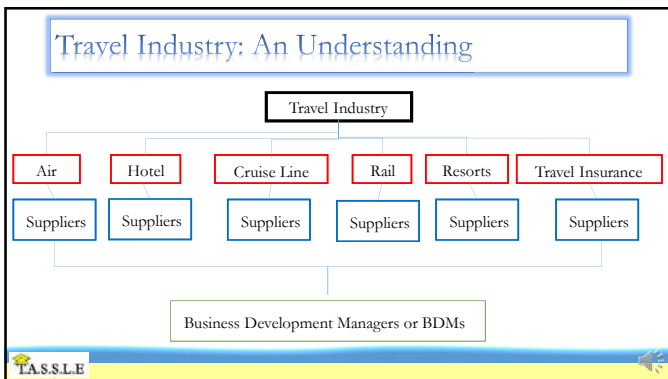 Travel Industry: An Understanding
Travel Industry
Air Hotel Cruise Line Rail Resorts Travel Insurance
Suppliers Suppliers Suppliers Suppliers Suppliers Suppliers
Business Development Managers or BDMs
T.A.S.S.L.E